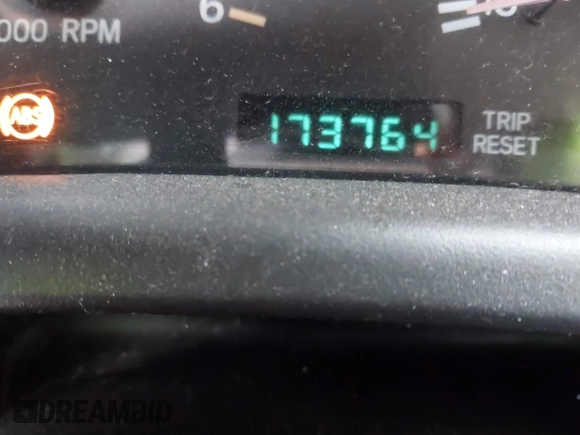 6
000 RPM
ABS
173764
TRIP
RESET
DREAMBID